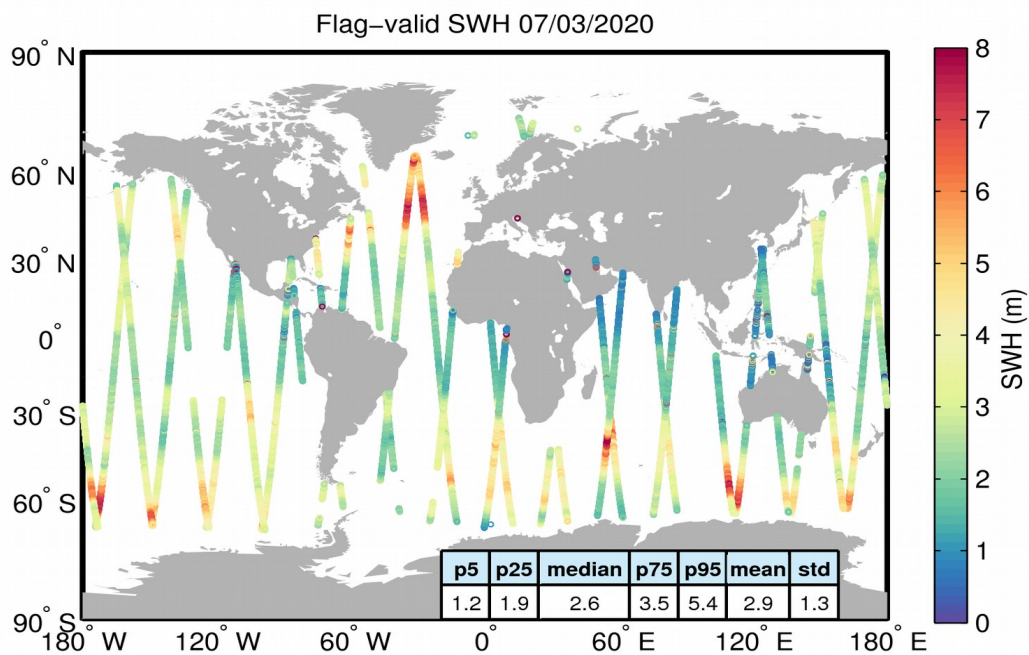 Flag−valid SWH 07/03/2020
90° N
60° N
30° N
0°
30° S
60° S
90° S
180° W
120° W
60° W
0°
60° E
120° E
180° E
p5 p25 median p75 p95 mean std
1.2 1.9 2.6 3.5 5.4 2.9 1.3
8
7
6
5
4
3
2
1
0
SWH (m)